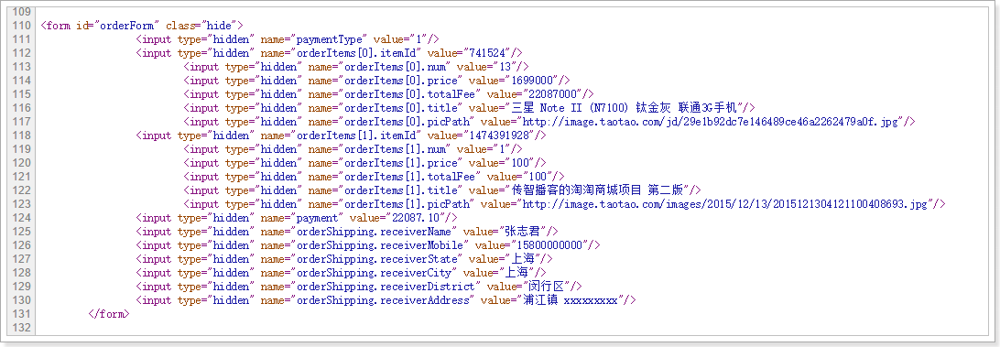 109
110 <form id="orderForm" class="hide">
111 <input type="hidden" name="paymentType" value="1"/>
112 <input type="hidden" name="orderItems[0].itemId" value="741524"/>
113 <input type="hidden" name="orderItems[0].num" value="13"/>
114 <input type="hidden" name="orderItems[0].price" value="1699000"/>
115 <input type="hidden" name="orderItems[0].totalFee" value="22087000"/>
116 <input type="hidden" name="orderItems[0].title" value="三星 Note II (N7100) 钛金灰 联通3G手机"/>
117 <input type="hidden" name="orderItems[0].picPath" value="http://image.taotao.com/jd/29e1b92dc7e146489ce46a2262479a0f.jpg"/>
118 <input type="hidden" name="orderItems[1].itemId" value="1474391928"/>
119 <input type="hidden" name="orderItems[1].num" value="1"/>
120 <input type="hidden" name="orderItems[1].price" value="100"/>
121 <input type="hidden" name="orderItems[1].totalFee" value="100"/>
122 <input type="hidden" name="orderItems[1].title" value="传智播客的淘淘商城项目 第二版"/>
123 <input type="hidden" name="orderItems[1].picPath" value="http://image.taotao.com/images/2015/12/13/2015121304121100408693.jpg"/>
124 <input type="hidden" name="payment" value="22087.10"/>
125 <input type="hidden" name="orderShipping.receiverName" value="张志君"/>
126 <input type="hidden" name="orderShipping.receiverMobile" value="15800000000"/>
127 <input type="hidden" name="orderShipping.receiverState" value="上海"/>
128 <input type="hidden" name="orderShipping.receiverCity" value="上海"/>
129 <input type="hidden" name="orderShipping.receiverDistrict" value="闵行区"/>
130 <input type="hidden" name="orderShipping.receiverAddress" value="浦江镇 xxxxxxxxx"/>
131 </form>
132